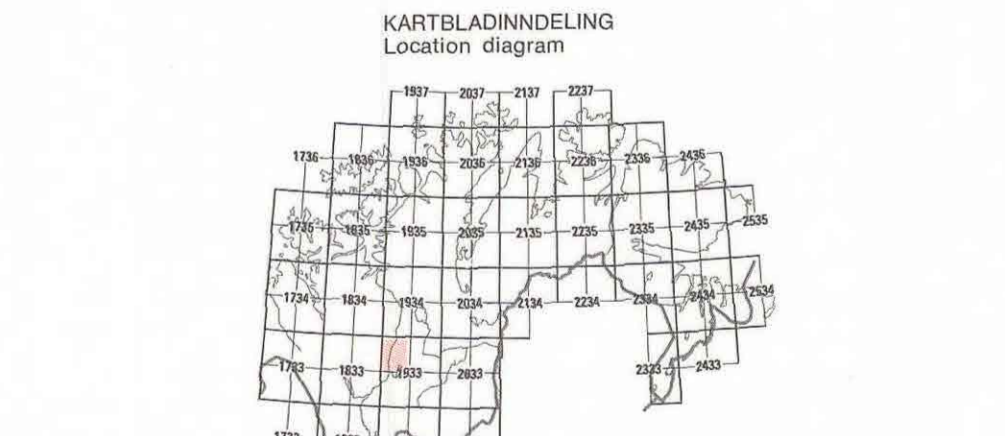 KARTBLADINNDELING
Location diagram
1937 2037 2137 2237
1736 1836 1936 2036 2136 2236 2336 2436
1735 1835 1935 2035 2135 2235 2335 2435 2535
1734 1834 1934 2034 2134 2234 2334 2434 2534
1733 1833 1933 2033 2333 2433